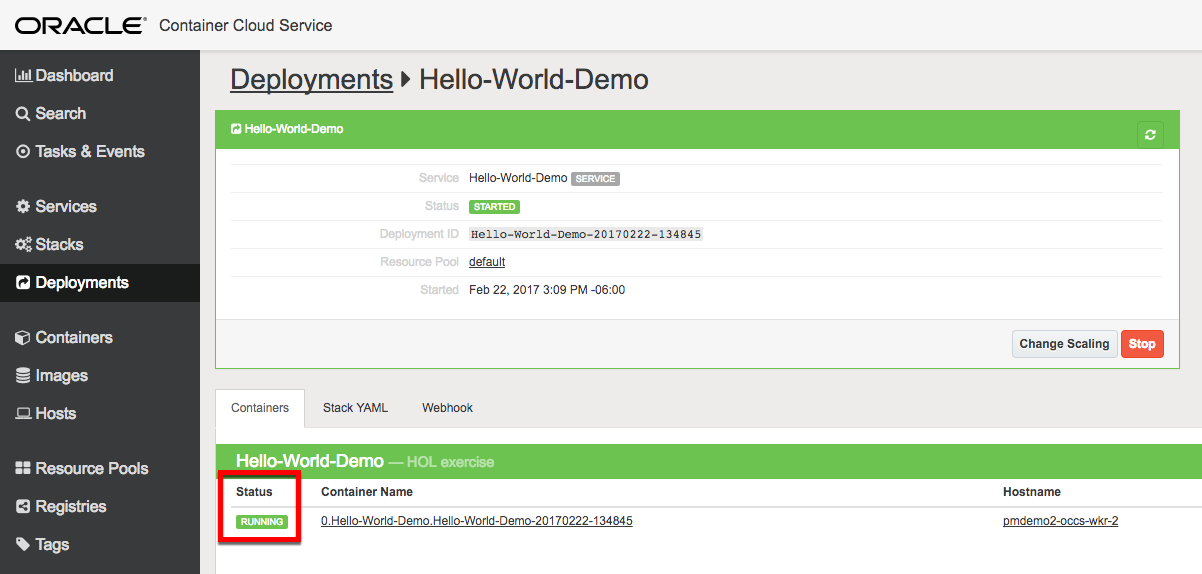 ORACLE® Container Cloud Service
Dashboard
Search
Tasks & Events
Services
Stacks
Deployments
Containers
Images
Hosts
Resource Pools
Registries
Tags
Deployments Hello-World-Demo
Hello-World-Demo
Service Hello-World-Demo SERVICE
Status STARTED
Deployment ID Hello-World-Demo-20170222-134845
Resource Pool default
Started Feb 22, 2017 3:09 PM -06:00
Change Scaling Stop
Containers Stack YAML Webhook
Hello-World-Demo — HOL exercise
Status Container Name Hostname
RUNNING 0.Hello-World-Demo.Hello-World-Demo-20170222-134845 pmdemo2-occs-wkr-2